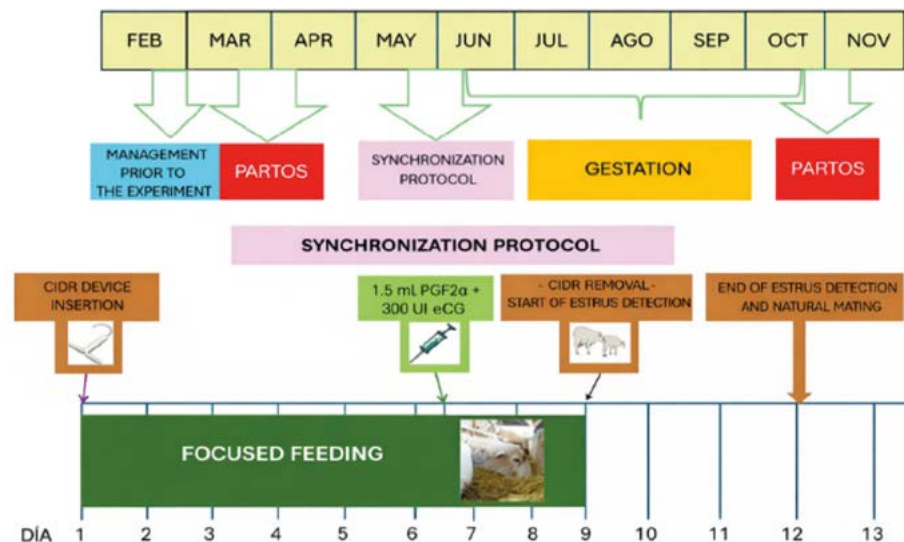 FEB MAR APR MAY JUN JUL AGO SEP OCT NOV
MANAGEMENT
PRIOR TO
THE EXPERIMENT
PARTOS
SYNCHRONIZATION
PROTOCOL
GESTATION
PARTOS
SYNCHRONIZATION PROTOCOL
CIDR DEVICE
INSERTION
1.5 mL PGF2α +
300 UI eCG
- CIDR REMOVAL-
START OF ESTRUS DETECTION
END OF ESTRUS DETECTION
AND NATURAL MATING
FOCUSED FEEDING
DÍA 1 2 3 4 5 6 7 8 9 10 11 12 13